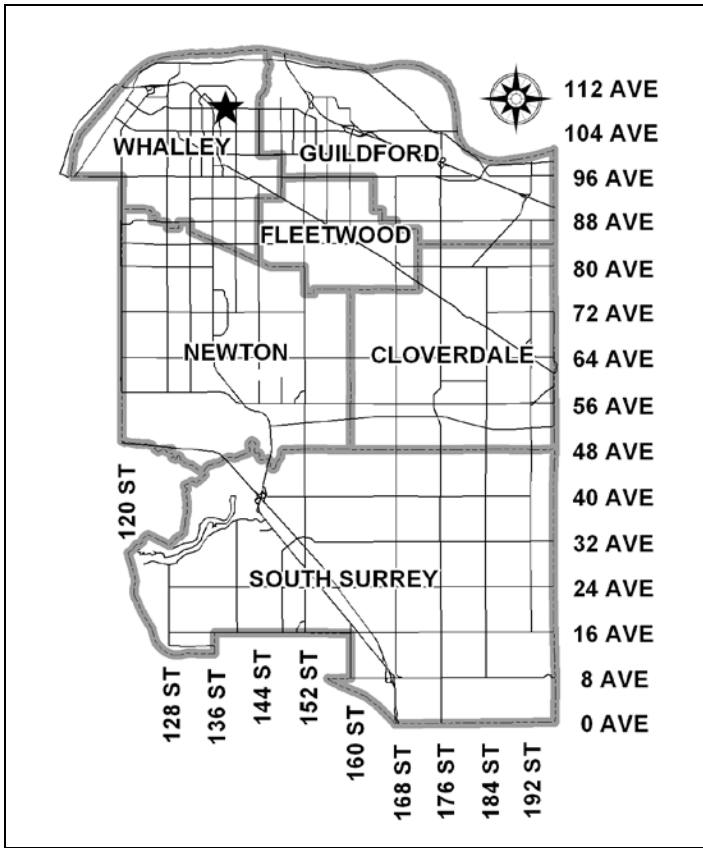 112 AVE
104 AVE
WHALLEY
GUILDFORD
96 AVE
88 AVE
FLEETWOOD
80 AVE
72 AVE
NEWTON
CLOVERDALE
64 AVE
56 AVE
48 AVE
120 ST
40 AVE
32 AVE
SOUTH SURREY
24 AVE
16 AVE
128 ST
136 ST
144 ST
152 ST
160 ST
8 AVE
0 AVE
168 ST
176 ST
184 ST
192 ST